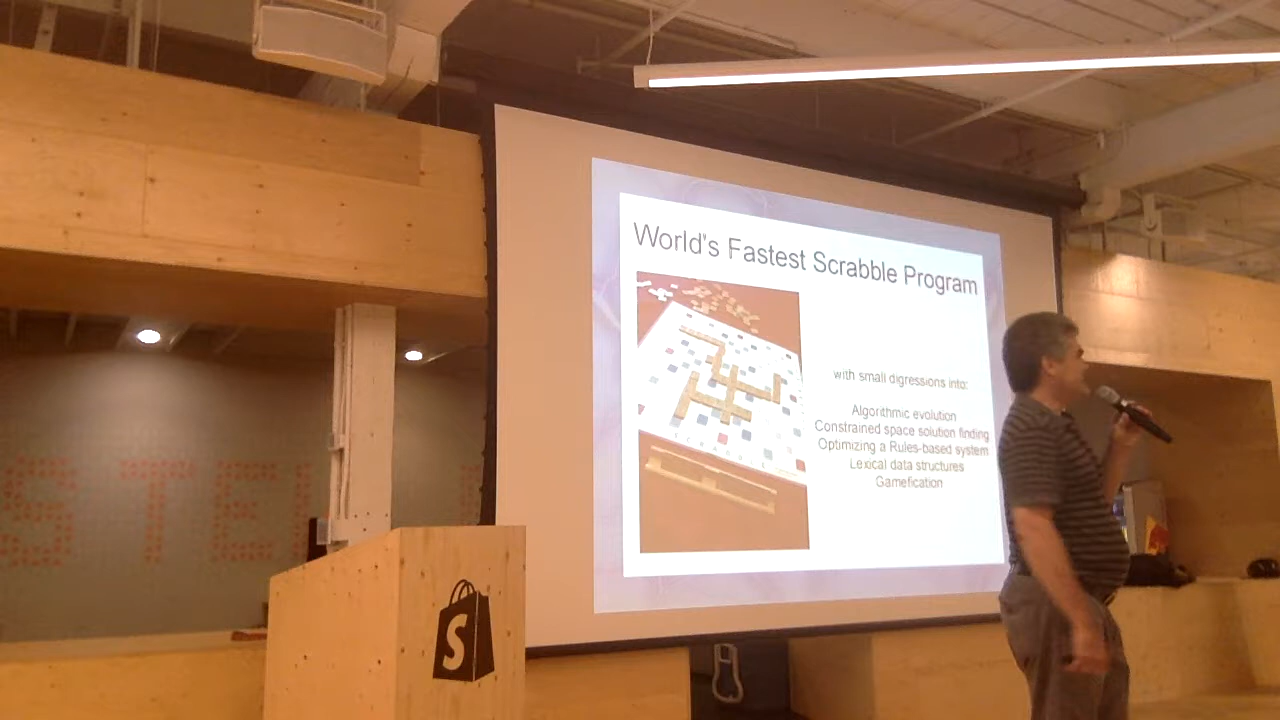 World's Fastest Scrabble Program
with small digressions into:
Algorithmic evolution
Constrained space solution finding
Optimizing a Rules-based system
Lexical data structures
Gamefication
STE
S